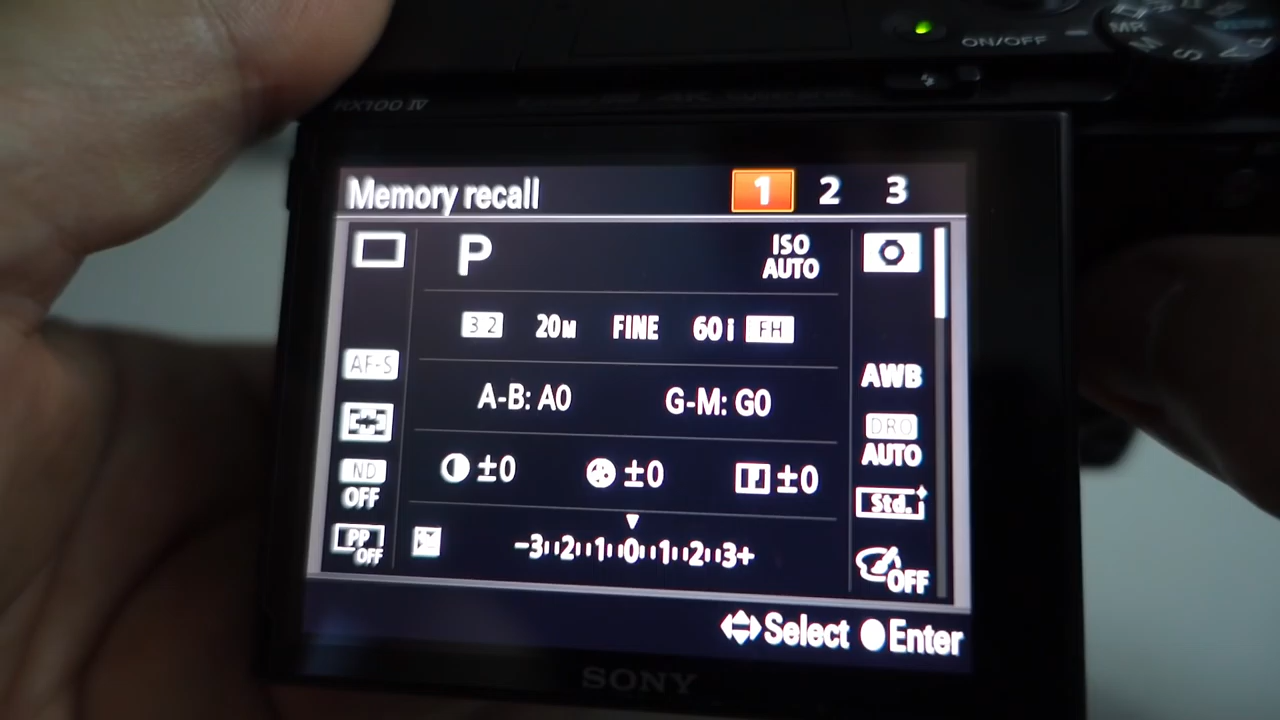 ON/OFF
MR
M
S
RX100 IV
Memory recall 1 2 3
P ISO AUTO
3 2 20M FINE 60i FH
AF-S
AWB
A-B: A0 G-M: G0
DRO AUTO
±0 ±0 ±0
ND OFF
Std.
PP OFF
-3 2 1 0 1 2 3+
OFF
Select Enter
SONY